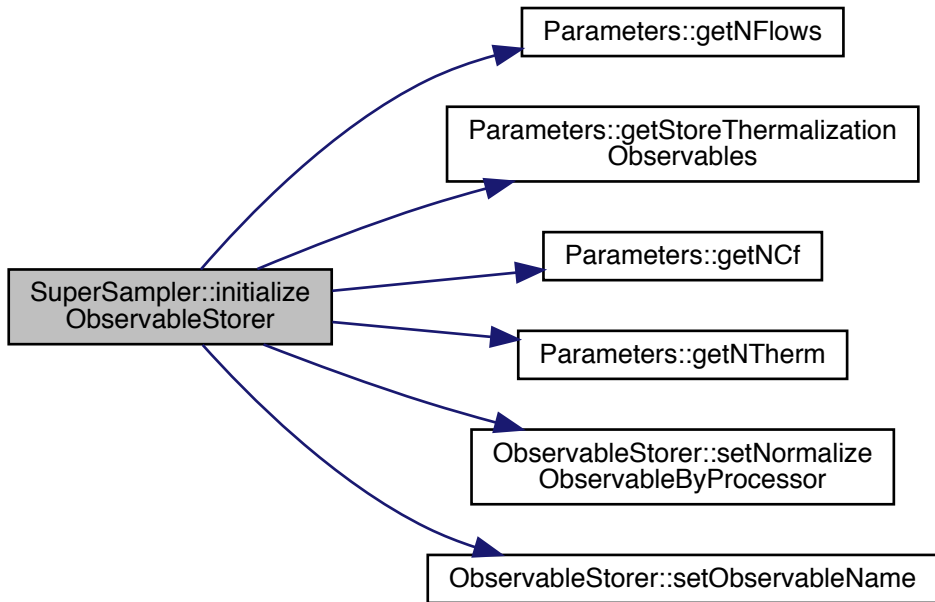 Parameters::getNFlows
Parameters::getStoreThermalization
Observables
Parameters::getNCf
SuperSampler::initialize
ObservableStorer
Parameters::getNTherm
ObservableStorer::setNormalize
ObservableByProcessor
ObservableStorer::setObservableName